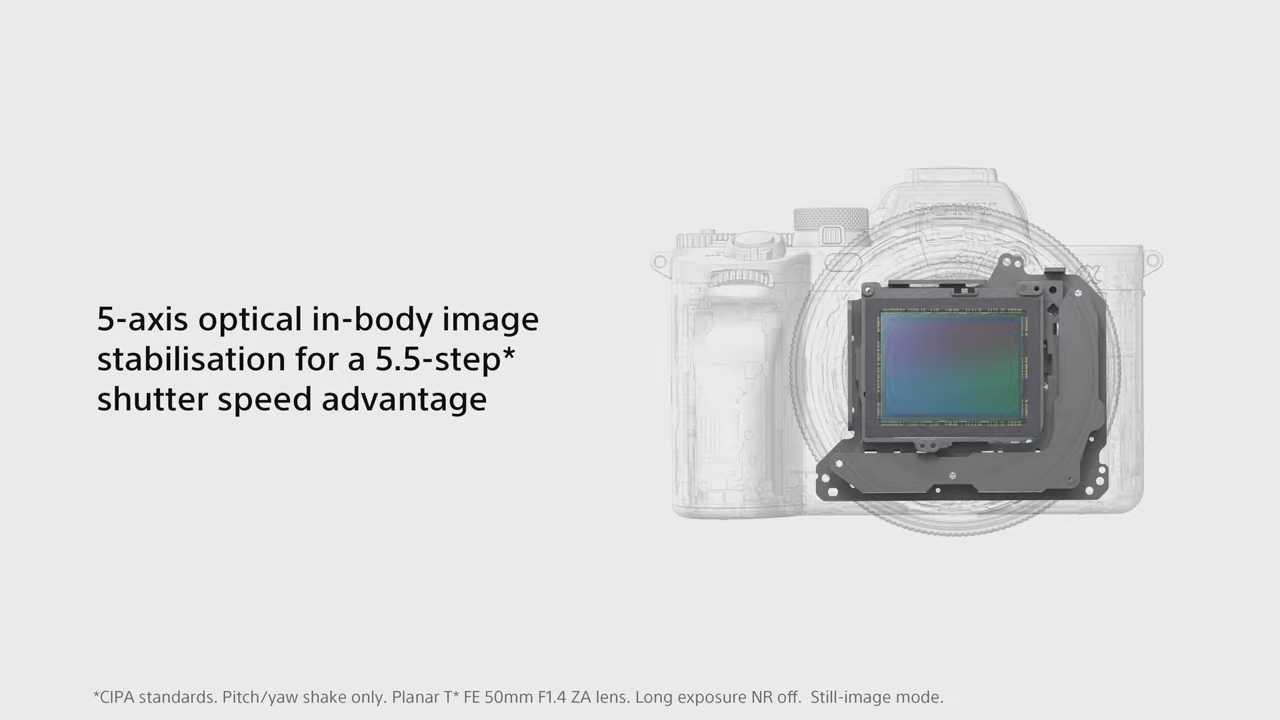 5-axis optical in-body image
stabilisation for a 5.5-step*
shutter speed advantage
SONY
α
*CIPA standards. Pitch/yaw shake only. Planar T* FE 50mm F1.4 ZA lens. Long exposure NR off. Still-image mode.